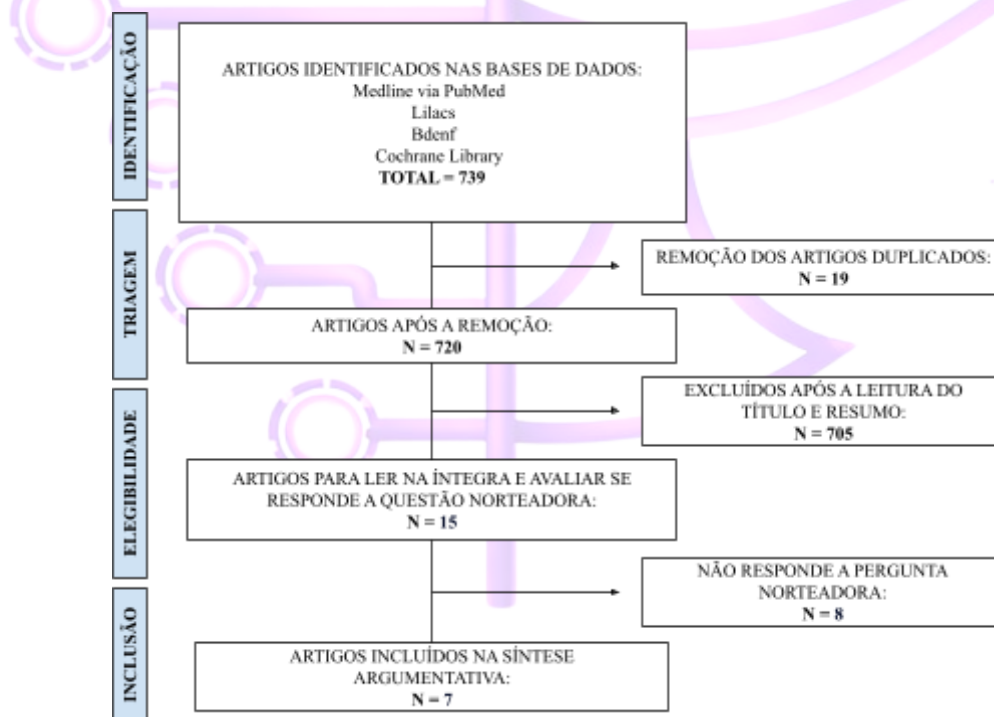 IDENTIFICAÇÃO
ARTIGOS IDENTIFICADOS NAS BASES DE DADOS:
Medline via PubMed
Lilacs
Bdenf
Cochrane Library
TOTAL = 739
TRIAGEM
REMOÇÃO DOS ARTIGOS DUPLICADOS:
N = 19
ARTIGOS APÓS A REMOÇÃO:
N = 720
ELEGIBILIDADE
EXCLUÍDOS APÓS A LEITURA DO
TÍTULO E RESUMO:
N = 705
ARTIGOS PARA LER NA ÍNTEGRA E AVALIAR SE
RESPONDE A QUESTÃO NORTEADORA:
N = 15
NÃO RESPONDE A PERGUNTA
NORTEADORA:
N = 8
INCLUSÃO
ARTIGOS INCLUÍDOS NA SÍNTESE
ARGUMENTATIVA:
N = 7